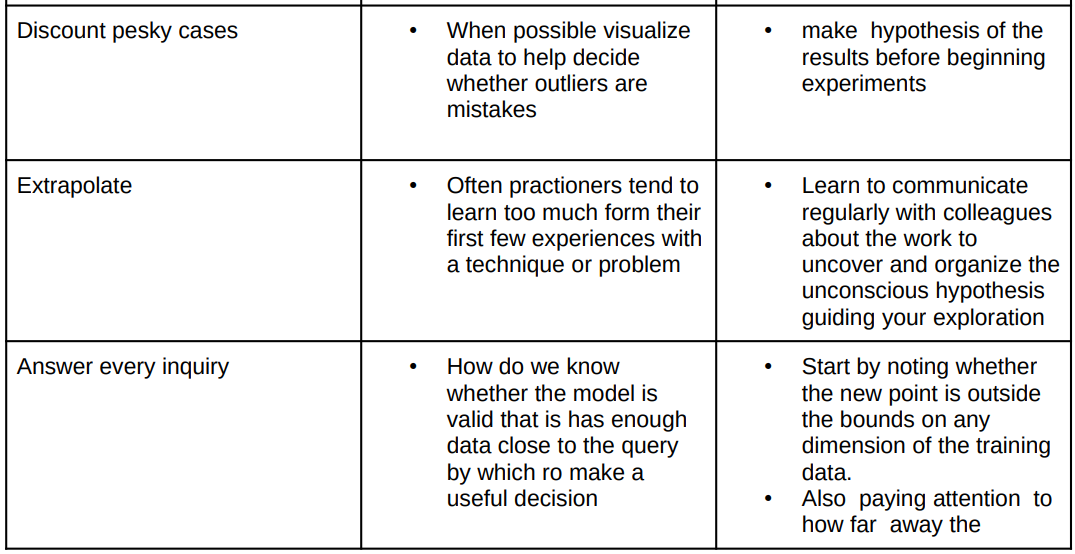 Discount pesky cases
• When possible visualize
data to help decide
whether outliers are
mistakes
• make hypothesis of the
results before beginning
experiments
Extrapolate
• Often practioners tend to
learn too much form their
first few experiences with
a technique or problem
• Learn to communicate
regularly with colleagues
about the work to
uncover and organize the
unconscious hypothesis
guiding your exploration
Answer every inquiry
• How do we know
whether the model is
valid that is has enough
data close to the query
by which ro make a
useful decision
• Start by noting whether
the new point is outside
the bounds on any
dimension of the training
data.
• Also paying attention to
how far away the